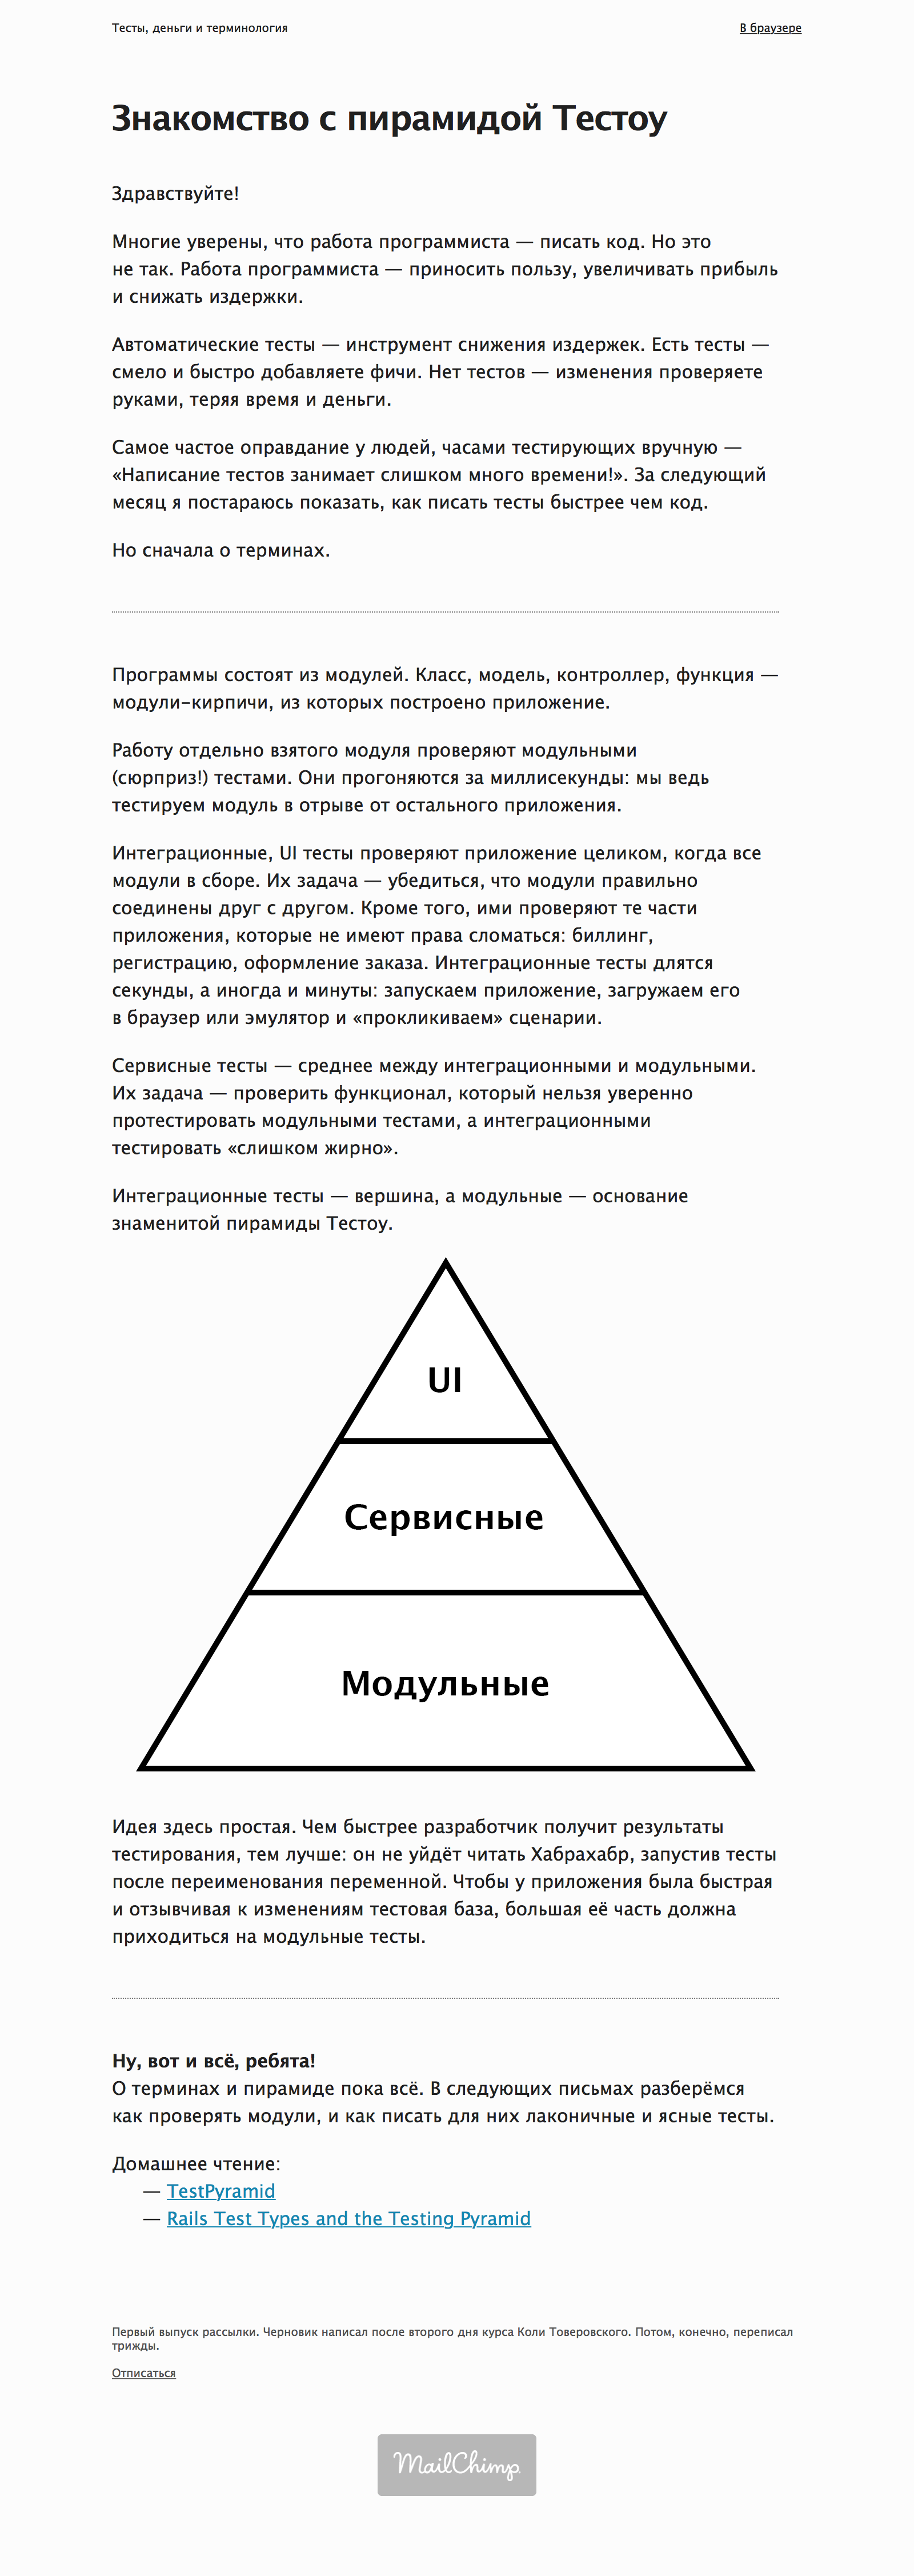 Тесты, деньги и терминология
В браузере
Знакомство с пирамидой Тестоу
Здравствуйте!
Многие уверены, что работа программиста — писать код. Но это
не так. Работа программиста — приносить пользу, увеличивать прибыль
и снижать издержки.
Автоматические тесты — инструмент снижения издержек. Есть тесты —
смело и быстро добавляете фичи. Нет тестов — изменения проверяете
руками, теряя время и деньги.
Самое частое оправдание у людей, часами тестирующих вручную —
«Написание тестов занимает слишком много времени!». За следующий
месяц я постараюсь показать, как писать тесты быстрее чем код.
Но сначала о терминах.
Программы состоят из модулей. Класс, модель, контроллер, функция —
модули-кирпичи, из которых построено приложение.
Работу отдельно взятого модуля проверяют модульными
(сюрприз!) тестами. Они прогоняются за миллисекунды: мы ведь
тестируем модуль в отрыве от остального приложения.
Интеграционные, UI тесты проверяют приложение целиком, когда все
модули в сборе. Их задача — убедиться, что модули правильно
соединены друг с другом. Кроме того, ими проверяют те части
приложения, которые не имеют права сломаться: биллинг,
регистрацию, оформление заказа. Интеграционные тесты длятся
секунды, а иногда и минуты: запускаем приложение, загружаем его
в браузер или эмулятор и «прокликиваем» сценарии.
Сервисные тесты — среднее между интеграционными и модульными.
Их задача — проверить функционал, который нельзя уверенно
протестировать модульными тестами, а интеграционными
тестировать «слишком жирно».
Интеграционные тесты — вершина, а модульные — основание
знаменитой пирамиды Тестоу.
UI
Сервисные
Модульные
Идея здесь простая. Чем быстрее разработчик получит результаты
тестирования, тем лучше: он не уйдёт читать Хабрахабр, запустив тесты
после переименования переменной. Чтобы у приложения была быстрая
и отзывчивая к изменениям тестовая база, большая её часть должна
приходиться на модульные тесты.
Ну, вот и всё, ребята!
О терминах и пирамиде пока всё. В следующих письмах разберёмся
как проверять модули, и как писать для них лаконичные и ясные тесты.
Домашнее чтение:
— TestPyramid
— Rails Test Types and the Testing Pyramid
Первый выпуск рассылки. Черновик написал после второго дня курса Коли Товеровского. Потом, конечно, переписал
трижды.
Отписаться
MailChimp